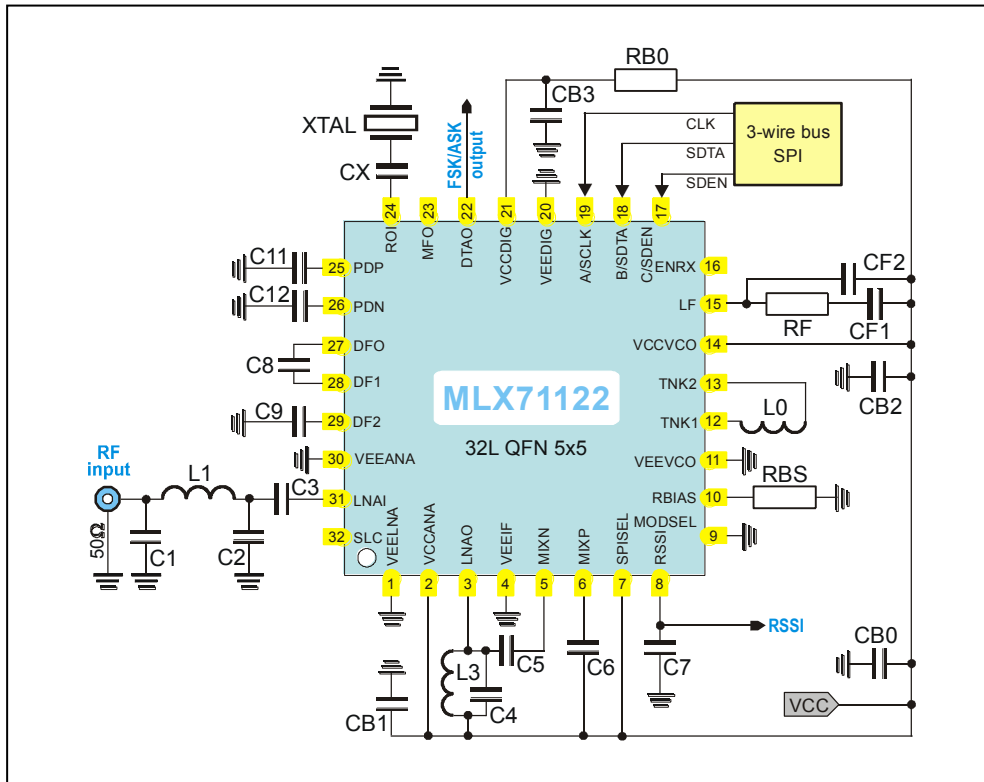 RB0
CB3
XTAL
CX
FSK/ASK
output
CLK
SDTA
SDEN
3-wire bus
SPI
24
23
22
21
20
19
18
17
ROI
MFO
DTAO
VCCDIG
VEEDIG
A/SCLK
B/SDTA
C/SDEN
C11
25
PDP
ENRX
16
CF2
C12
26
PDN
LF
15
RF
CF1
27
DFO
VCCVCO
14
C8
28
DF1
TNK2
13
CB2
MLX71122
L0
C9
29
DF2
TNK1
12
32L QFN 5x5
30
VEEANA
VEEVCO
11
RF
input
L1
C3
31
LNAI
RBIAS
10
RBS
50Ω
C1
C2
32
SLC
MODSEL
9
VEELNA
VCCANA
LNAO
VEEIF
MIXN
MIXP
SPISEL
RSSI
1
2
3
4
5
6
7
8
RSSI
L3
C5
C6
C7
CB0
C4
CB1
VCC